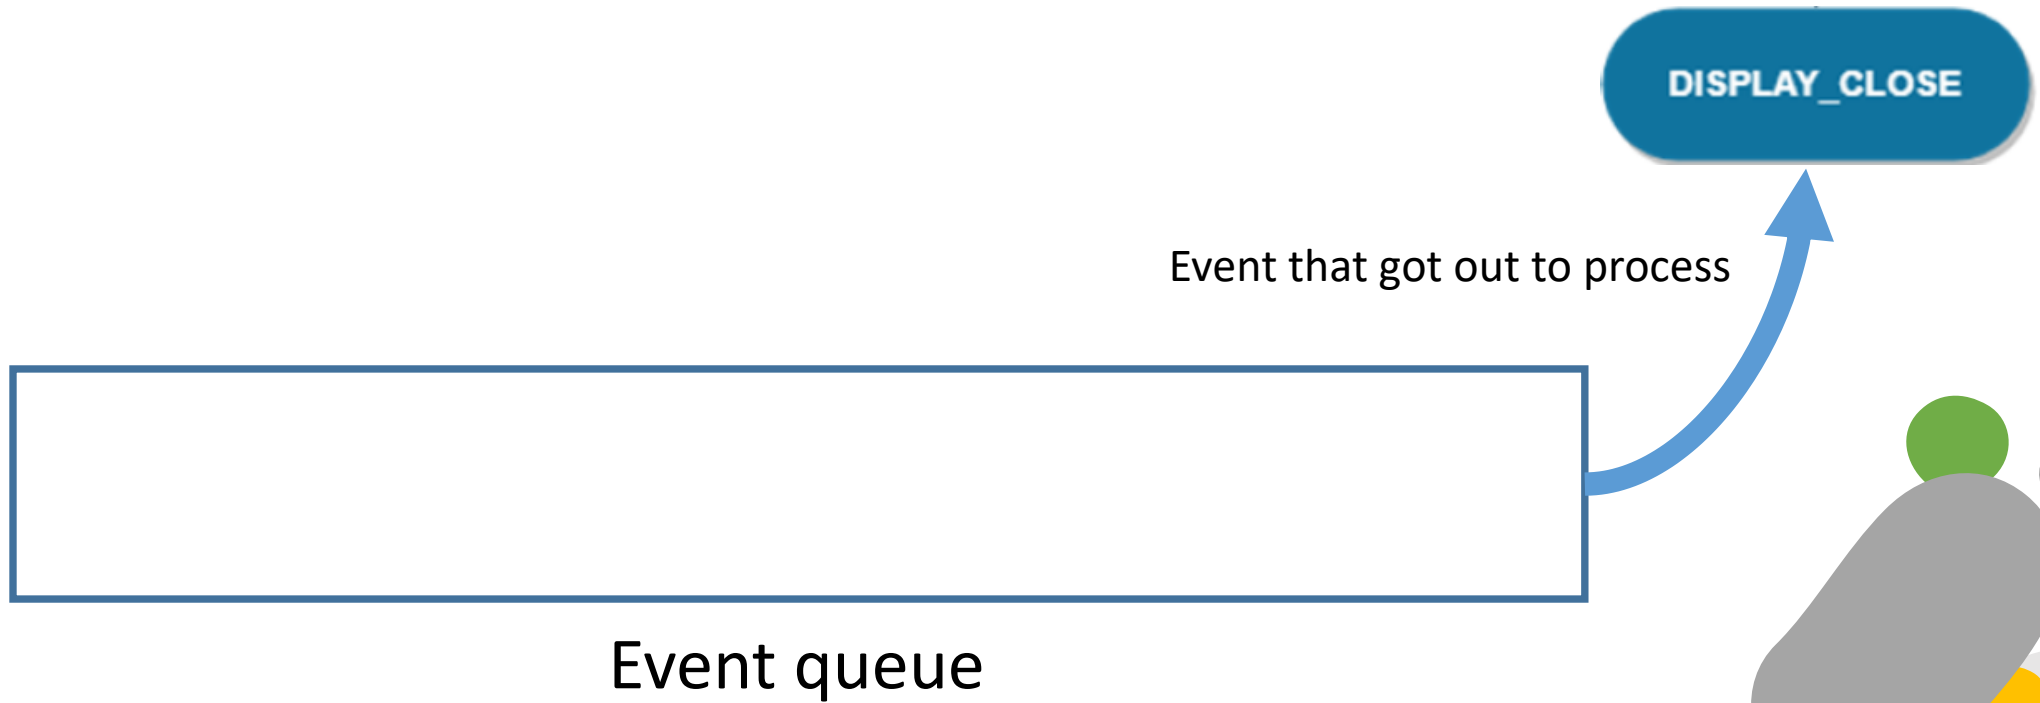 DISPLAY_CLOSE
Event that got out to process
Event queue